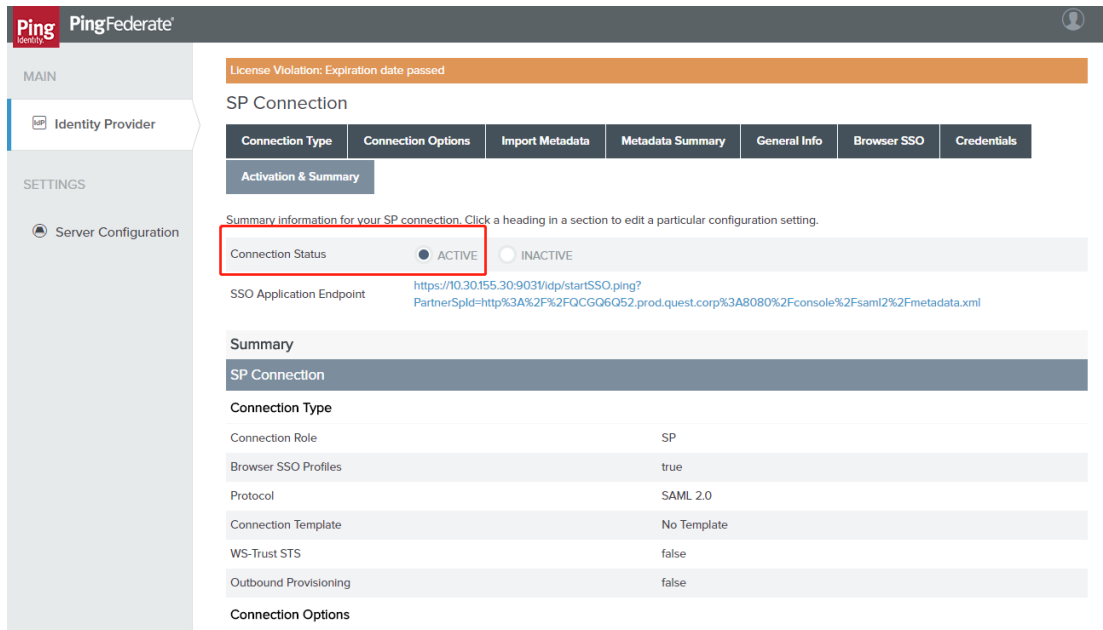 Ping
Identity
PingFederate
MAIN
License Violation: Expiration date passed
SP Connection
IdP Identity Provider
Connection Type Connection Options Import Metadata Metadata Summary General Info Browser SSO Credentials
Activation & Summary
SETTINGS
Server Configuration
Summary information for your SP connection. Click a heading in a section to edit a particular configuration setting.
Connection Status ACTIVE INACTIVE
SSO Application Endpoint https://10.30.155.30:9031/idp/startSSO.ping?
PartnerSpId=http%3A%2F%2FQCGQ6Q52.prod.quest.corp%3A8080%2Fconsole%2Fsaml2%2Fmetadata.xml
Summary
SP Connection
Connection Type
Connection Role SP
Browser SSO Profiles true
Protocol SAML 2.0
Connection Template No Template
WS-Trust STS false
Outbound Provisioning false
Connection Options